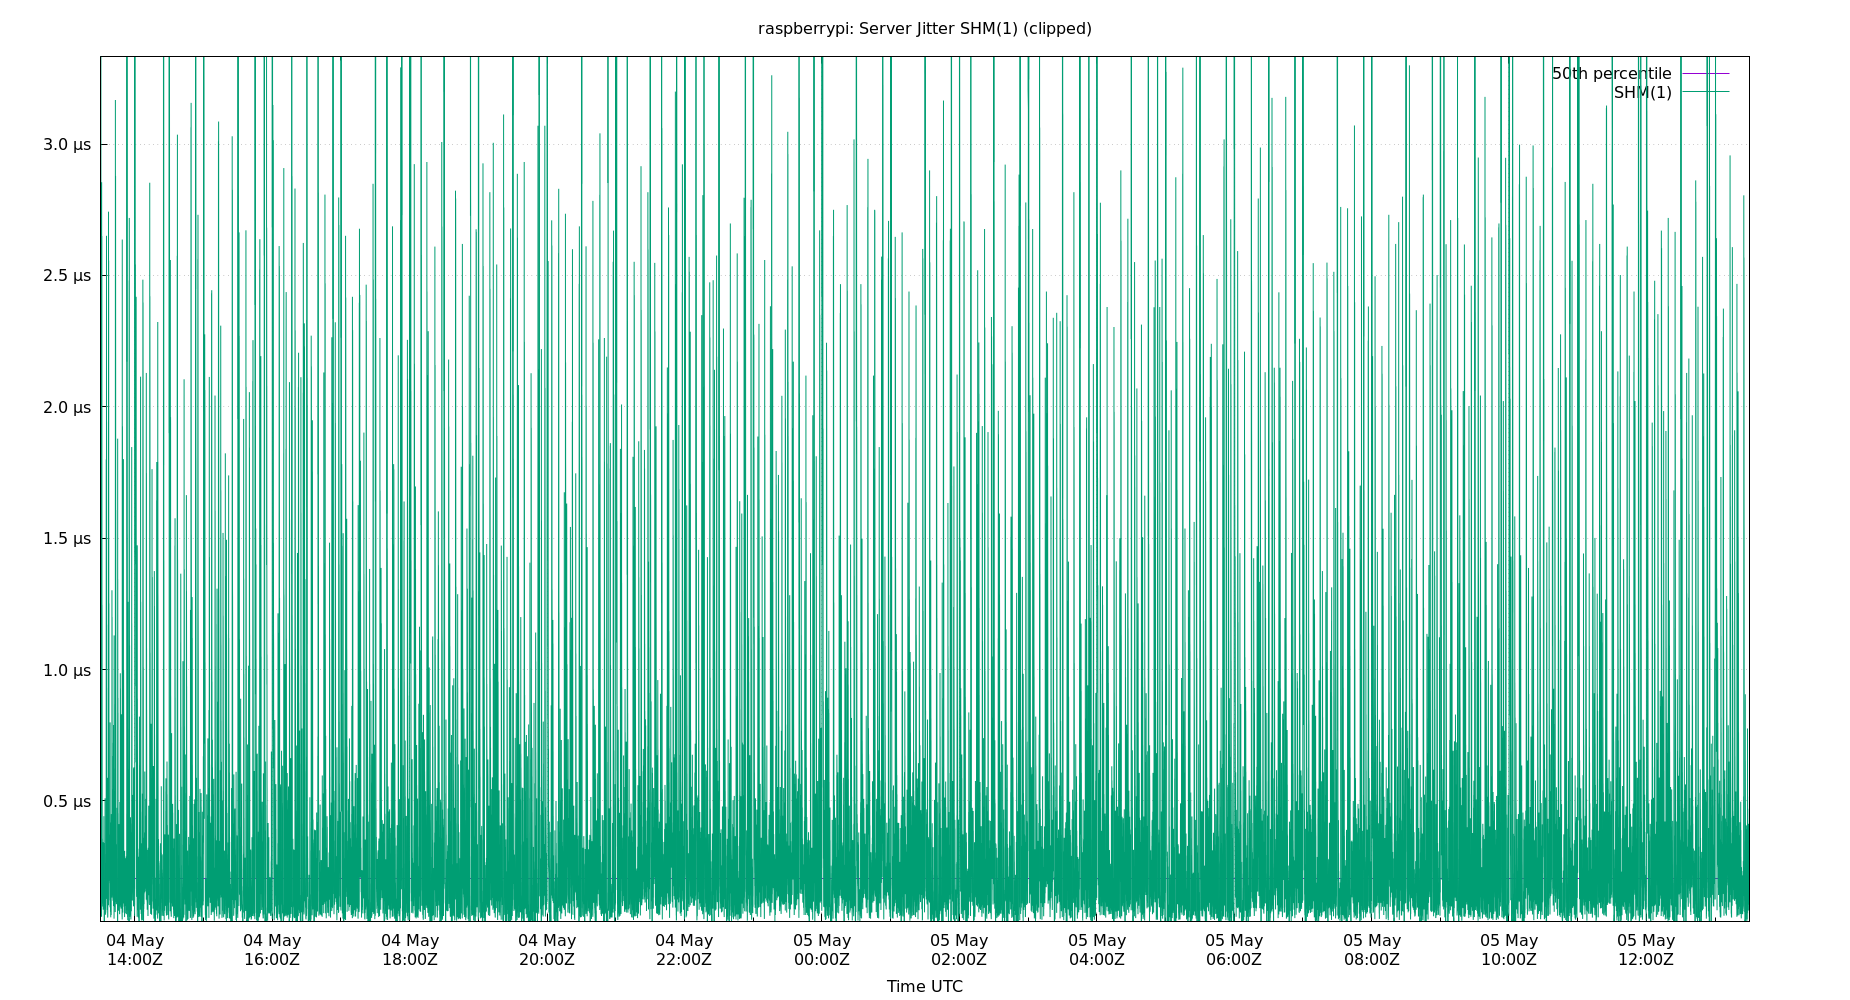 raspberrypi: Server Jitter SHM(1) (clipped)
50th percentile
SHM(1)
3.0 µs
2.5 µs
2.0 µs
1.5 µs
1.0 µs
0.5 µs
04 May 04 May 04 May 04 May 04 May 05 May 05 May 05 May 05 May 05 May 05 May 05 May
14:00Z 16:00Z 18:00Z 20:00Z 22:00Z 00:00Z 02:00Z 04:00Z 06:00Z 08:00Z 10:00Z 12:00Z
Time UTC